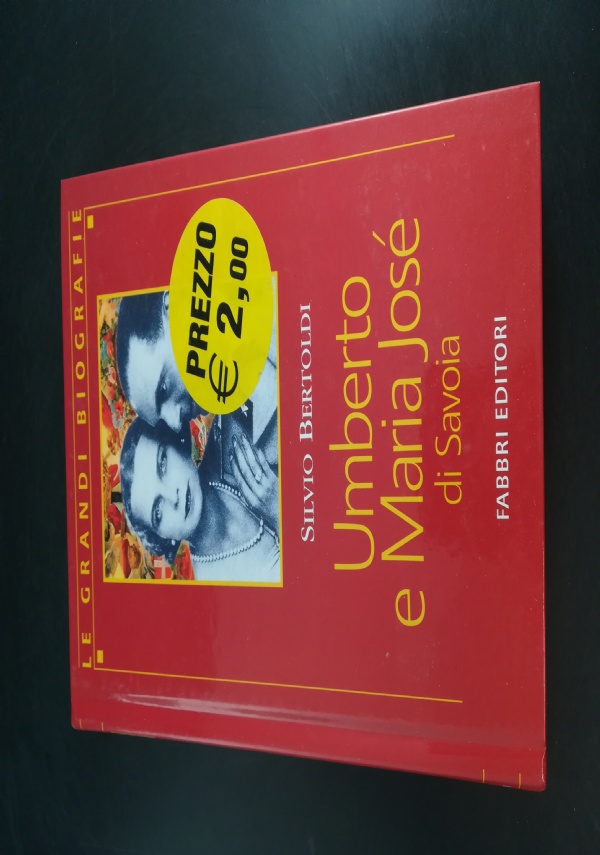 LE GRANDI BIOGRAFIE
PREZZO
€ 2,00
SILVIO BERTOLDI
Umberto
e Maria José
di Savoia
FABBRI EDITORI